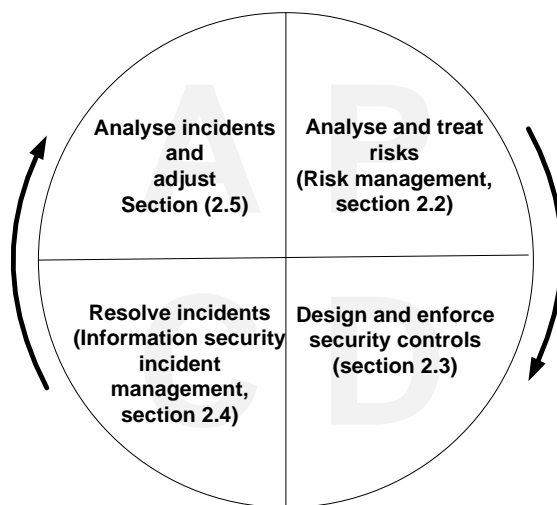 A
Analyse incidents
and
adjust
Section (2.5)
P
Analyse and treat
risks
(Risk management,
section 2.2)
C
Resolve incidents
(Information security
incident
management,
section 2.4)
D
Design and enforce
security controls
(section 2.3)